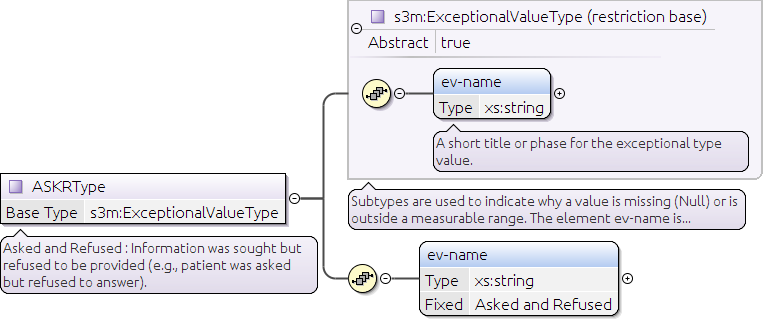 s3m:ExceptionalValueType (restriction base)
Abstract true
ev-name
Type xs:string
A short title or phase for the exceptional type
value.
ASKRType
Base Type s3m:ExceptionalValueType
Asked and Refused : Information was sought but
refused to be provided (e.g., patient was asked
but refused to answer).
Subtypes are used to indicate why a value is missing (Null) or is
outside a measurable range. The element ev-name is...
ev-name
Type xs:string
Fixed Asked and Refused